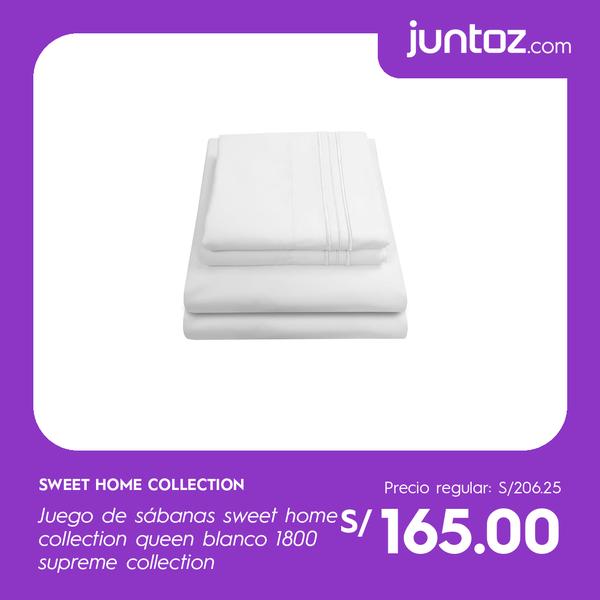 juntoz.com
SWEET HOME COLLECTION
Juego de sábanas sweet home
collection queen blanco 1800
supreme collection
Precio regular: S/206.25
S/ 165.00